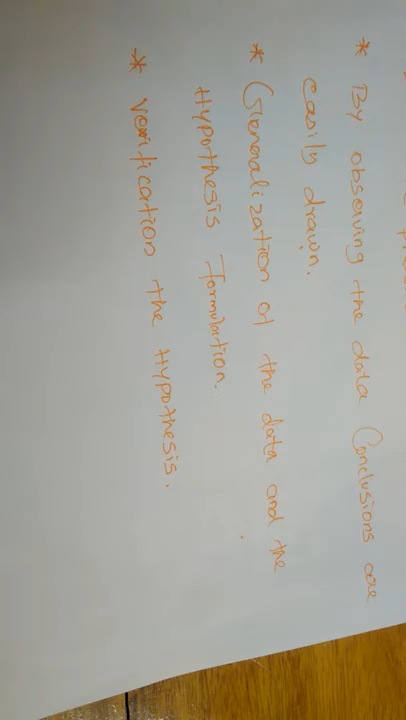 * By observing the data Conclusions are
easily drawn.
* Generalization of the data and the
Hypothesis Formulation.
* Verification the Hypothesis.